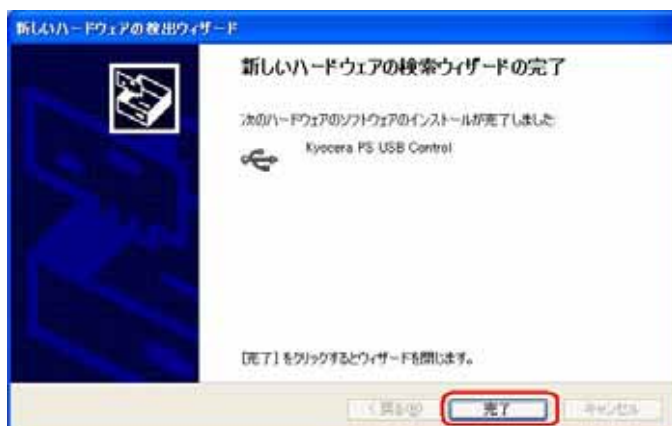 新しいハードウェアの検出ウィザード
新しいハードウェアの検索ウィザードの完了
次のハードウェアのソフトウェアのインストールが完了しました
Kyocera PS USB Control
[完了] をクリックするとウィザードを閉じます。
< 戻る(B) 完了 キャンセル